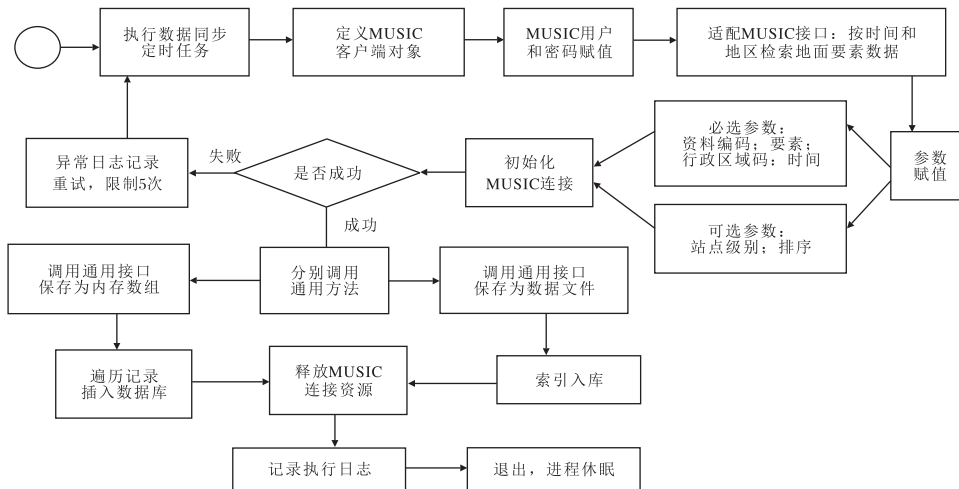 执行数据同步
定时任务
定义MUSIC
客户端对象
MUSIC用户
和密码赋值
适配MUSIC接口：按时间和
地区检索地面要素数据
参数
赋值
必选参数：
资料编码；要素；
行政区域码：时间
可选参数：
站点级别；排序
初始化
MUSIC连接
是否成功
失败
异常日志记录
重试，限制5次
成功
分别调用
通用方法
调用通用接口
保存为内存数组
调用通用接口
保存为数据文件
遍历记录
插入数据库
索引入库
释放MUSIC
连接资源
记录执行日志
退出，进程休眠